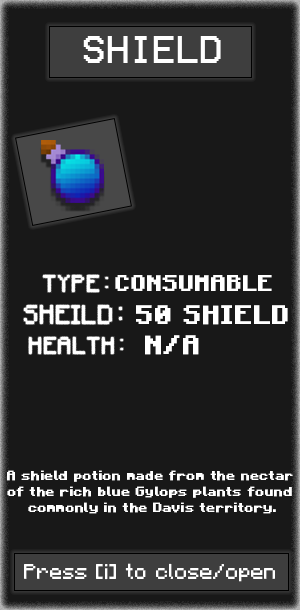 SHIELD
TYPE:CONSUMABLE
SHEILD: 50 SHIELD
HEALTH: N/A
A shield potion made from the nectar
of the rich blue Gylops plants found
commonly in the Davis territory.
Press [i] to close/open